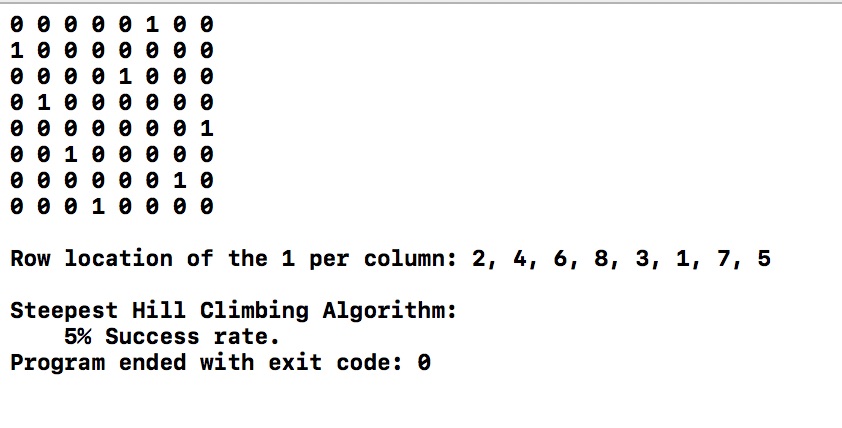 0 0 0 0 0 1 0 0
1 0 0 0 0 0 0 0
0 0 0 0 1 0 0 0
0 1 0 0 0 0 0 0
0 0 0 0 0 0 0 1
0 0 1 0 0 0 0 0
0 0 0 0 0 0 1 0
0 0 0 1 0 0 0 0
Row location of the 1 per column: 2, 4, 6, 8, 3, 1, 7, 5
Steepest Hill Climbing Algorithm:
5% Success rate.
Program ended with exit code: 0